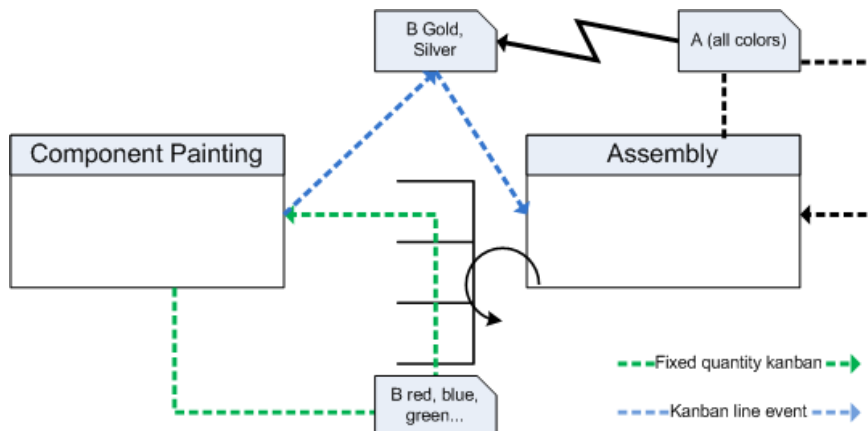 B Gold,
Silver
A (all colors)
Component Painting
Assembly
B red, blue,
green...
Fixed quantity kanban
Kanban line event